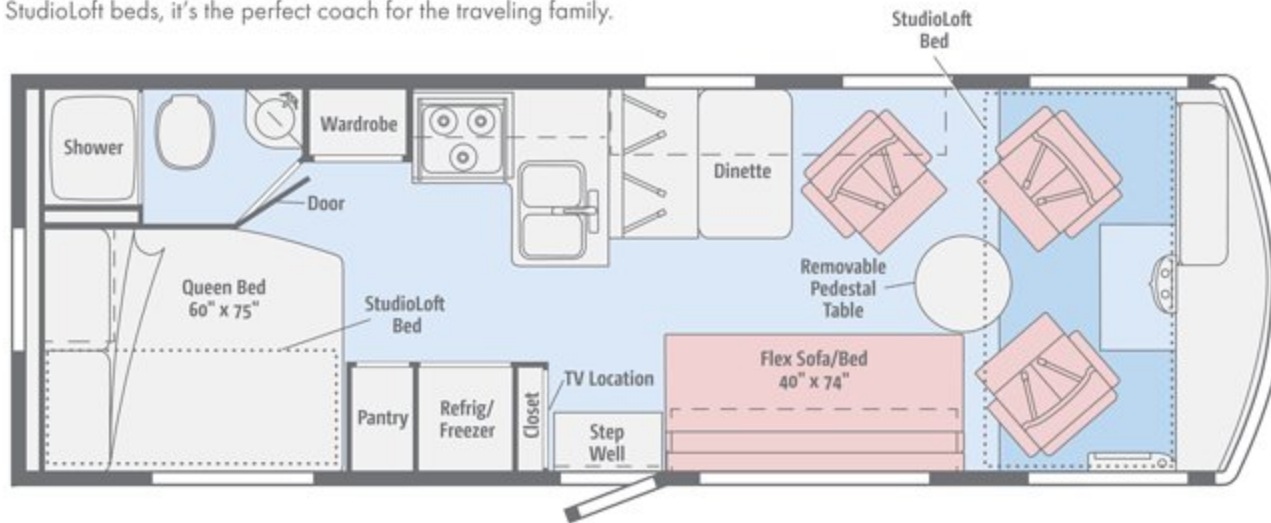 StudioLoft beds, it's the perfect coach for the traveling family.
StudioLoft
Bed
Shower
Wardrobe
Door
Dinette
Removable
Pedestal
Table
Queen Bed
60" x 75"
StudioLoft
Bed
Pantry
Refrig/
Freezer
Closet
TV Location
Step
Well
Flex Sofa/Bed
40" x 74"